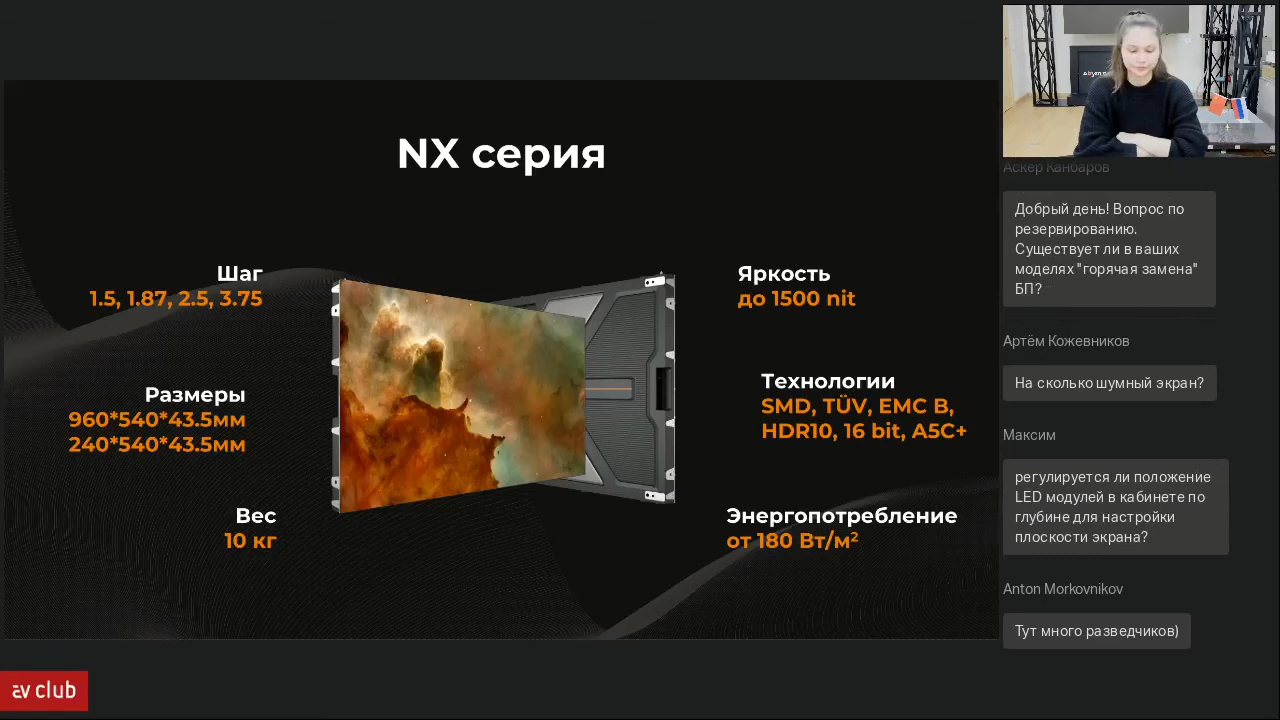 NX серия
Шаг
1.5, 1.87, 2.5, 3.75
Размеры
960*540*43.5мм
240*540*43.5мм
Вес
10 кг
Яркость
до 1500 nit
Технологии
SMD, TÜV, EMC B,
HDR10, 16 bit, A5C+
Энергопотребление
от 180 Вт/м²
Аскер Канбаров
Добрый день! Вопрос по
резервированию.
Существует ли в ваших
моделях "горячая замена"
БП?
Артём Кожевников
На сколько шумный экран?
Максим
регулируется ли положение
LED модулей в кабинете по
глубине для настройки
плоскости экрана?
Anton Morkovnikov
Тут много разведчиков)
av club